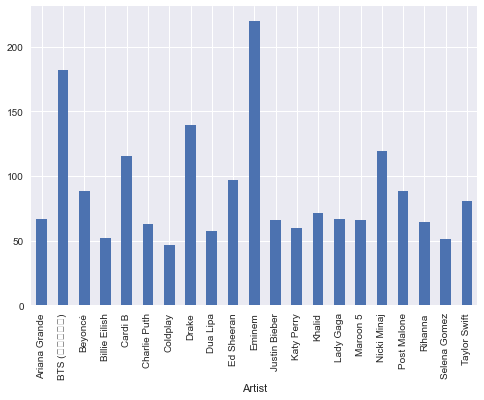 200
150
100
50
0
Ariana Grande
BTS (□□□□□)
Beyoncé
Billie Eilish
Cardi B
Charlie Puth
Coldplay
Drake
Dua Lipa
Ed Sheeran
Eminem
Justin Bieber
Katy Perry
Khalid
Lady Gaga
Maroon 5
Nicki Minaj
Post Malone
Rihanna
Selena Gomez
Taylor Swift
Artist